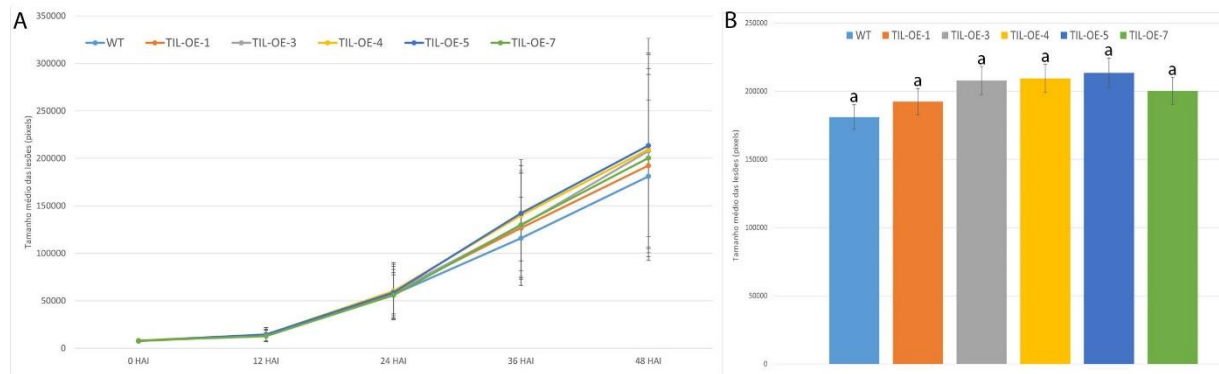 A
350000
WT TIL-OE-1 TIL-OE-3 TIL-OE-4 TIL-OE-5 TIL-OE-7
300000
250000
200000
150000
100000
50000
0
Tamanho médio das lesões (pixels)
0 HAI 12 HAI 24 HAI 36 HAI 48 HAI
B
250000
WT TIL-OE-1 TIL-OE-3 TIL-OE-4 TIL-OE-5 TIL-OE-7
a a a a a a
200000
150000
100000
50000
0
Tamanho médio das lesões (pixels)